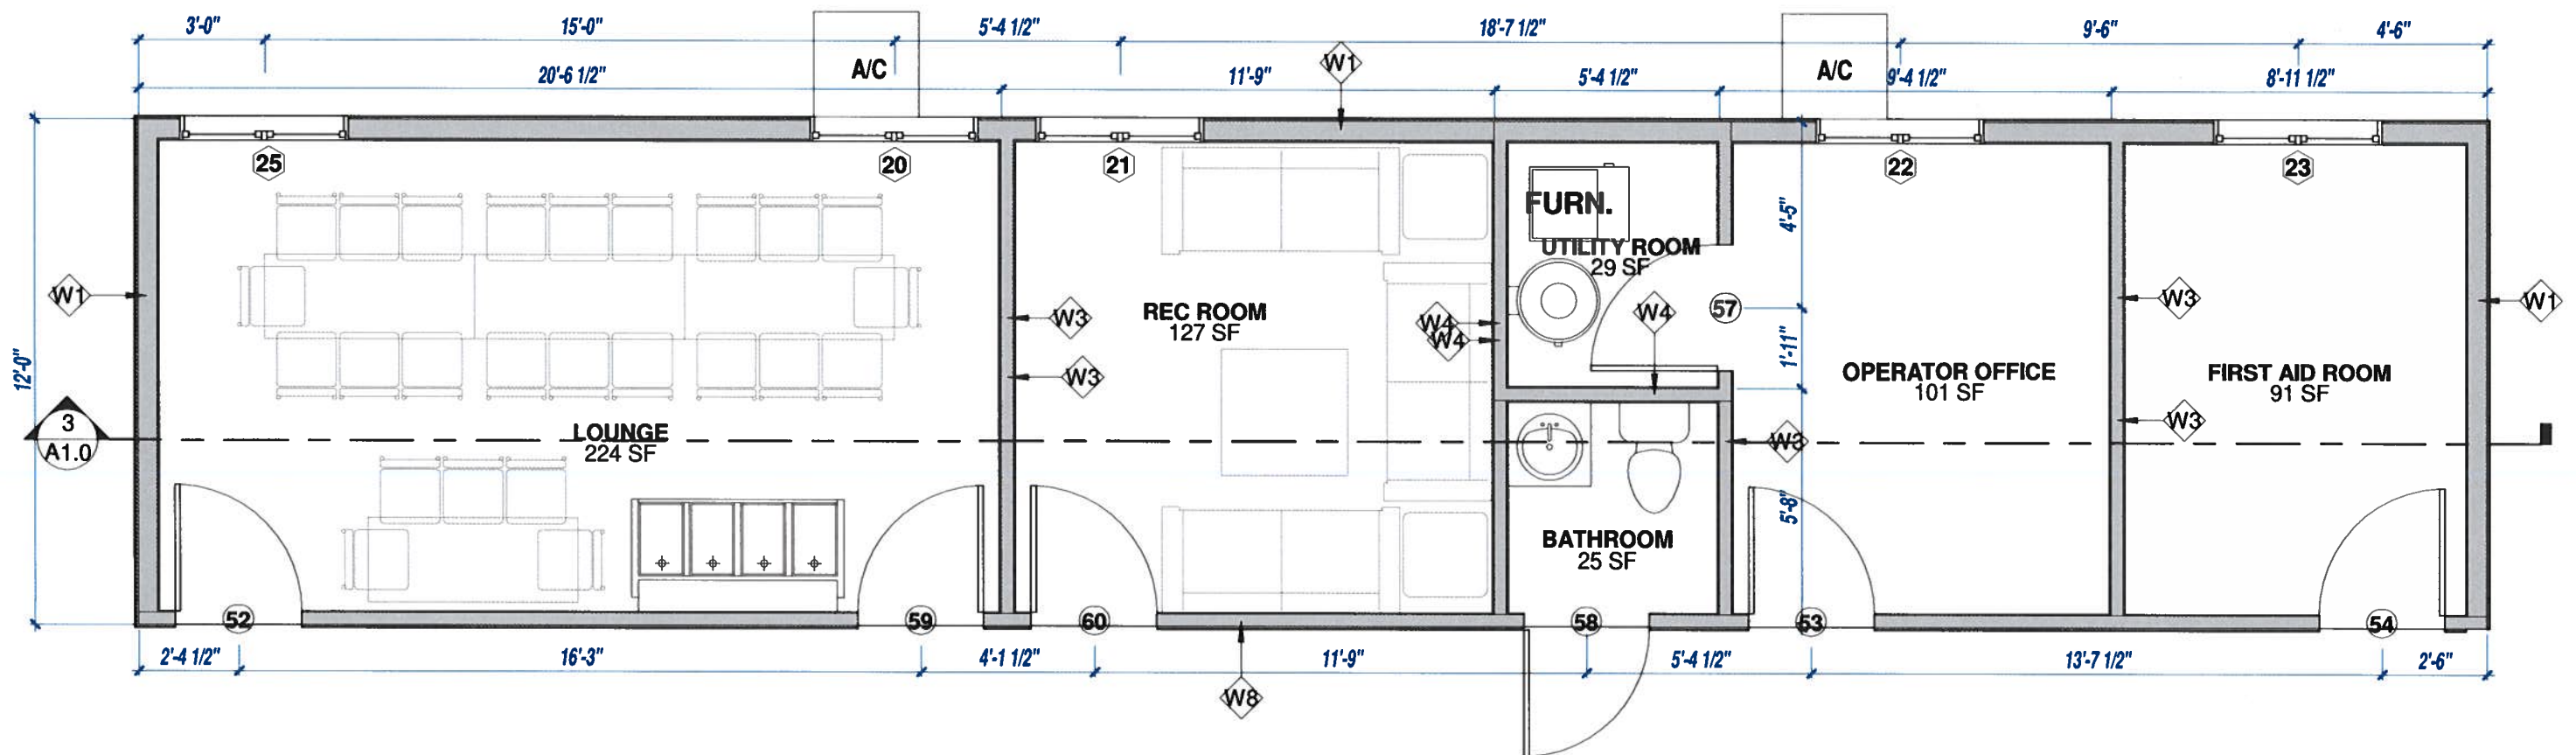 3'-0" 15'-0" 5'-4 1/2" 18'-7 1/2" 9'-6" 4'-6"
A/C W1 A/C
20'-6 1/2" 11'-9" 5'-4 1/2" 9'-4 1/2" 8'-11 1/2"
25 20 21 22 23
FURN.
4'-5"
UTILITY ROOM
29 SF
W1 W3 W1
REC ROOM
127 SF
W3 W4 W4 57
W4
1'-11"
12'-0"
W3
OPERATOR OFFICE
101 SF
FIRST AID ROOM
91 SF
3
A1.0
LOUNGE
224 SF
W3 W3
5'-8"
BATHROOM
25 SF
52 59 60 58 53 54
2'-4 1/2" 16'-3" 4'-1 1/2" 11'-9" 5'-4 1/2" 13'-7 1/2" 2'-6"
W8